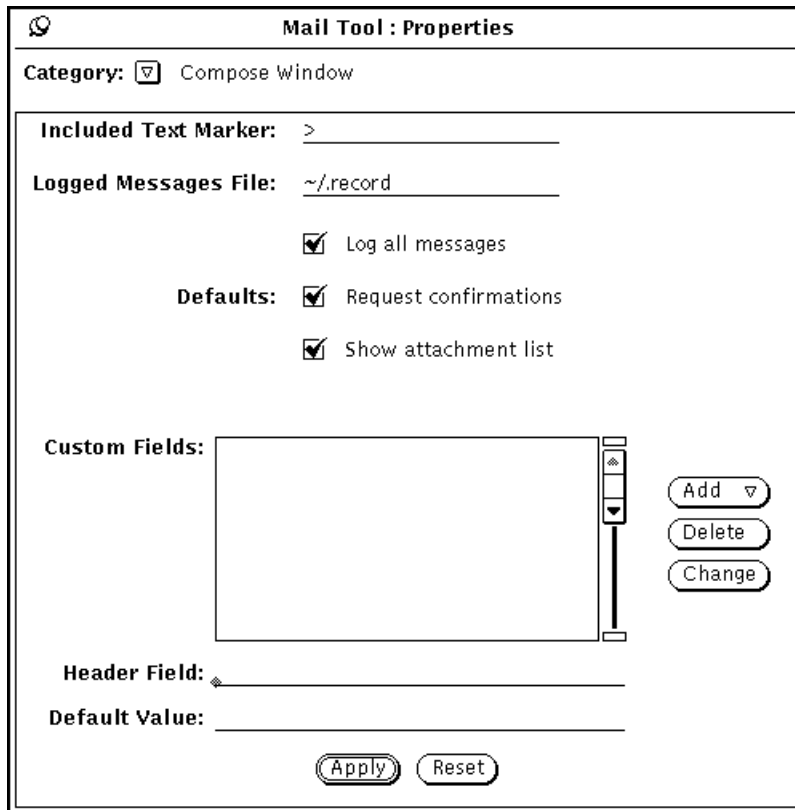 Mail Tool : Properties
Category: Compose Window
Included Text Marker: >
Logged Messages File: ~/.record
Log all messages
Defaults: Request confirmations
Show attachment list
Custom Fields:
Add
Delete
Change
Header Field:
Default Value:
Apply Reset